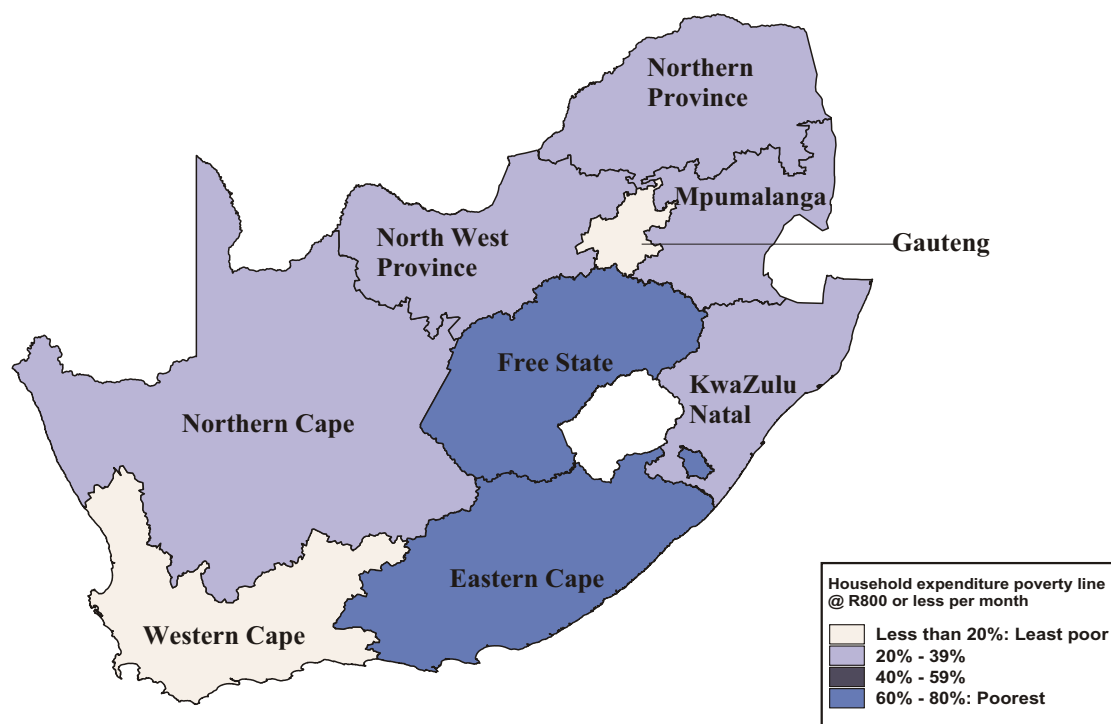 Northern
Province
Mpumalanga
North West
Province
Gauteng
Free State
KwaZulu
Natal
Northern Cape
Eastern Cape
Western Cape
Household expenditure poverty line
@ R800 or less per month
Less than 20%: Least poor
20% - 39%
40% - 59%
60% - 80%: Poorest